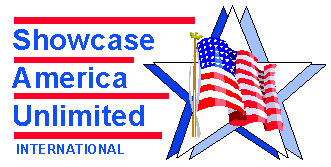 Showcase
America
Unlimited
INTERNATIONAL